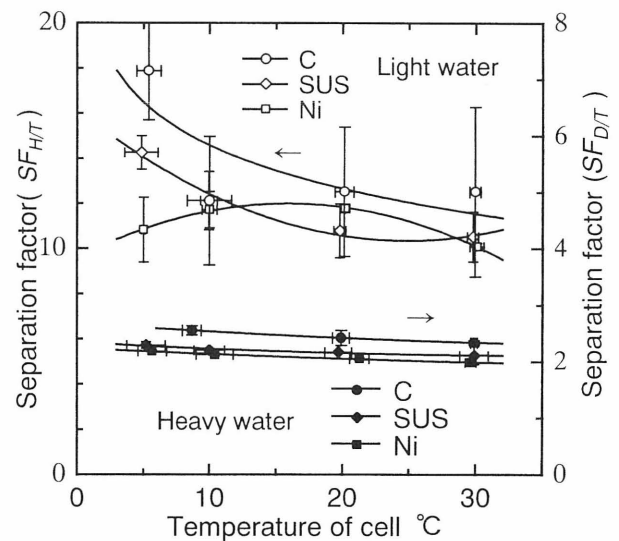 20
10
0
Separation factor( SF_H/T)
C
SUS
Ni
Light water
←
→
Heavy water
C
SUS
Ni
8
6
4
2
0
Separation factor (SF_D/T)
0 10 20 30
Temperature of cell °C